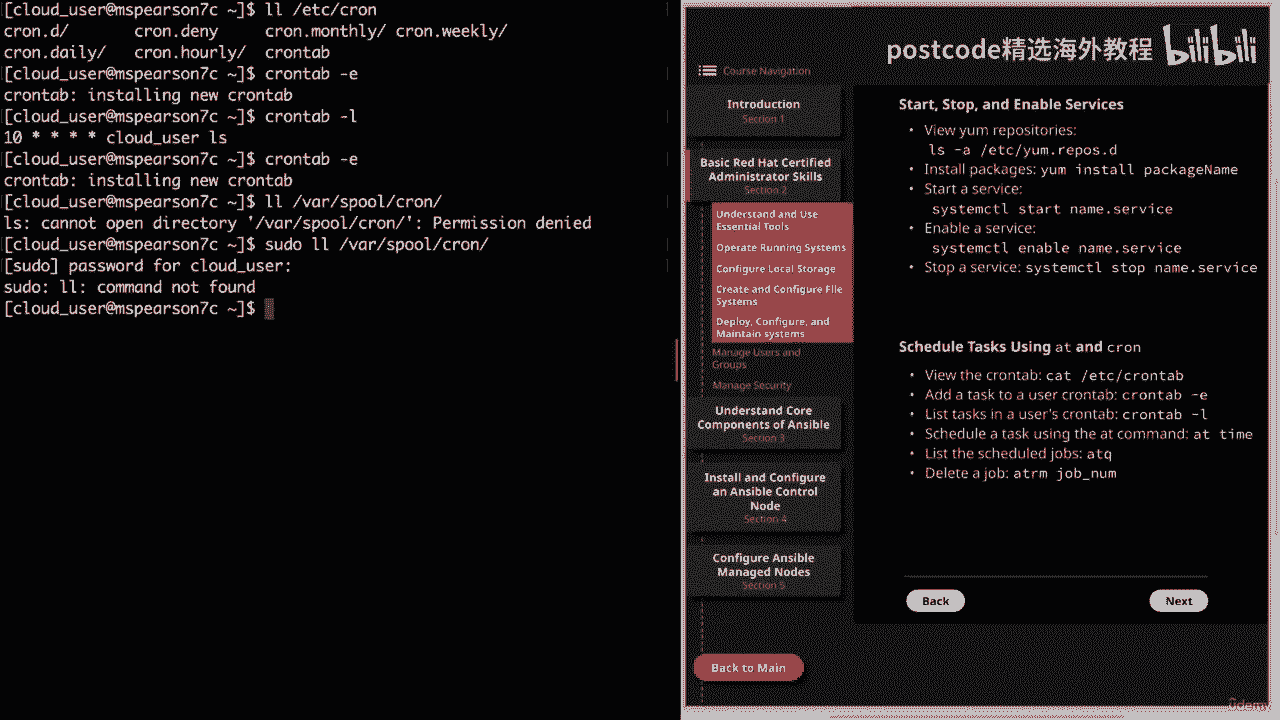 [cloud_user@mspearson7c ~]$ ll /etc/cron
cron.d/ cron.deny cron.monthly/ cron.weekly/
cron.daily/ cron.hourly/ crontab
[cloud_user@mspearson7c ~]$ crontab -e
crontab: installing new crontab
[cloud_user@mspearson7c ~]$ crontab -l
10 * * * * cloud_user ls
[cloud_user@mspearson7c ~]$ crontab -e
crontab: installing new crontab
[cloud_user@mspearson7c ~]$ ll /var/spool/cron/
ls: cannot open directory '/var/spool/cron/': Permission denied
[cloud_user@mspearson7c ~]$ sudo ll /var/spool/cron/
[sudo] password for cloud_user:
sudo: ll: command not found
[cloud_user@mspearson7c ~]$
postcode精选海外教程 bilibili
Course Navigation
Introduction
Section 1
Basic Red Hat Certified
Administrator Skills
Section 2
Understand and Use
Essential Tools
Operate Running Systems
Configure Local Storage
Create and Configure File
Systems
Deploy, Configure, and
Maintain systems
Manage Users and
Groups
Manage Security
Understand Core
Components of Ansible
Section 3
Install and Configure
an Ansible Control
Node
Section 4
Configure Ansible
Managed Nodes
Section 5
Back to Main
Start, Stop, and Enable Services
• View yum repositories:
ls -a /etc/yum.repos.d
• Install packages: yum install packageName
• Start a service:
systemctl start name.service
• Enable a service:
systemctl enable name.service
• Stop a service: systemctl stop name.service
Schedule Tasks Using at and cron
• View the crontab: cat /etc/crontab
• Add a task to a user crontab: crontab -e
• List tasks in a user's crontab: crontab -l
• Schedule a task using the at command: at time
• List the scheduled jobs: atq
• Delete a job: atrm job_num
Back
Next
ûdemy